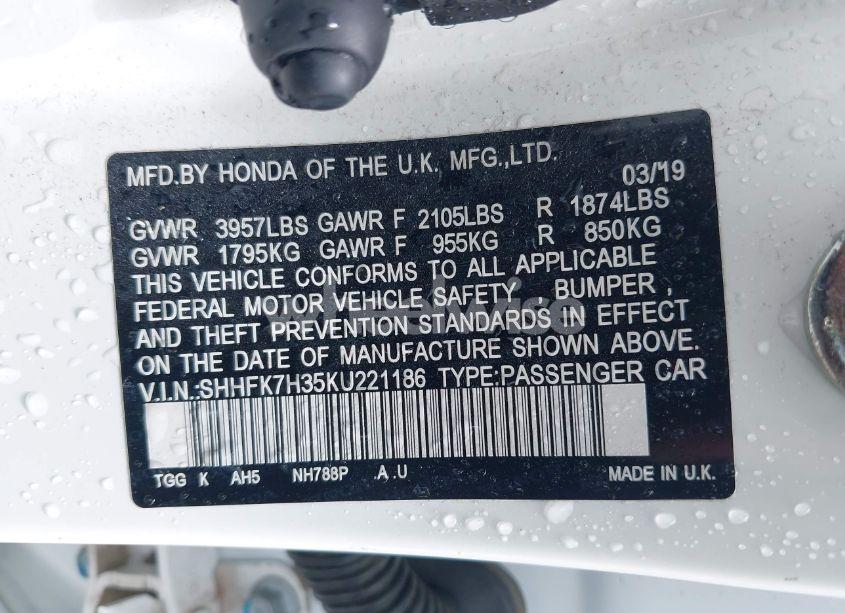 MFD.BY HONDA OF THE U.K. MFG.,LTD. 03/'19
GVWR 3957LBS GAWR F 2105LBS R 1874LBS
GVWR 1795KG GAWR F 955KG R 850KG
THIS VEHICLE CONFORMS TO ALL APPLICABLE
FEDERAL MOTOR VEHICLE SAFETY , BUMPER ,
AND THEFT PREVENTION STANDARDS IN EFFECT
ON THE DATE OF MANUFACTURE SHOWN ABOVE.
V.I.N.:SHHFK7H35KU221186 TYPE:PASSENGER CAR
TGG K AH5 NH788P .A .U MADE IN U.K.